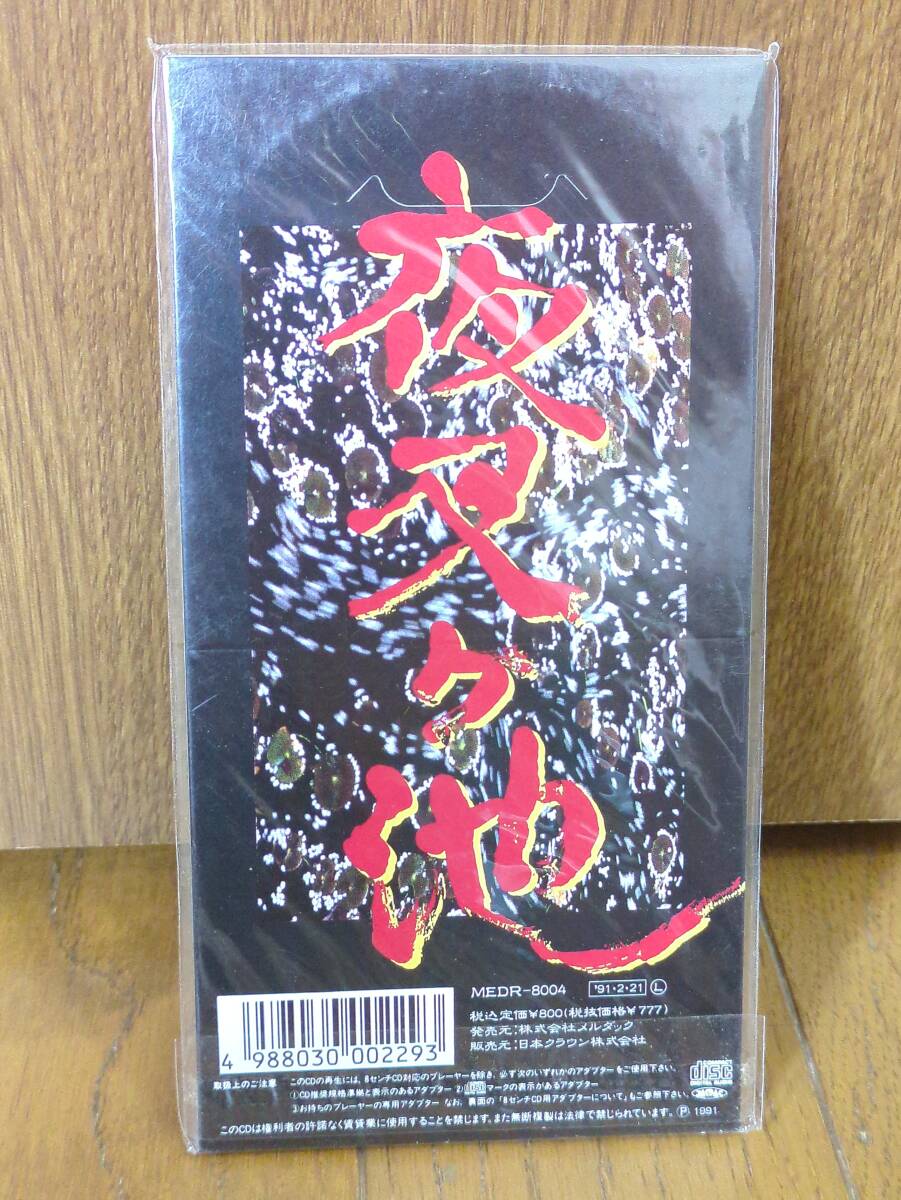 夜叉ヶ池
MEDR-8004 '91・2・21 L
税込定価¥800(税抜価格¥777)
発売元:株式会社メルダック
販売元:日本クラウン株式会社
4 988030 002293
COMPACT disc DIGITAL AUDIO
取扱上のご注意 このCDの再生には、8センチCD対応のプレーヤーを除き、必ず次のいずれかのアダプターをご使用下さい。
①CD推奨規格準拠と表示のあるアダプター 2)マークの表示があるアダプター
③お持ちのプレーヤーの専用アダプター なお、裏面の「8センチCD用アダプターについて」もご参照下さい。
このCDは権利者の許諾なく賃貸業に使用することを禁じます。また無断複製は法律で禁じられています。 Ⓟ 1991